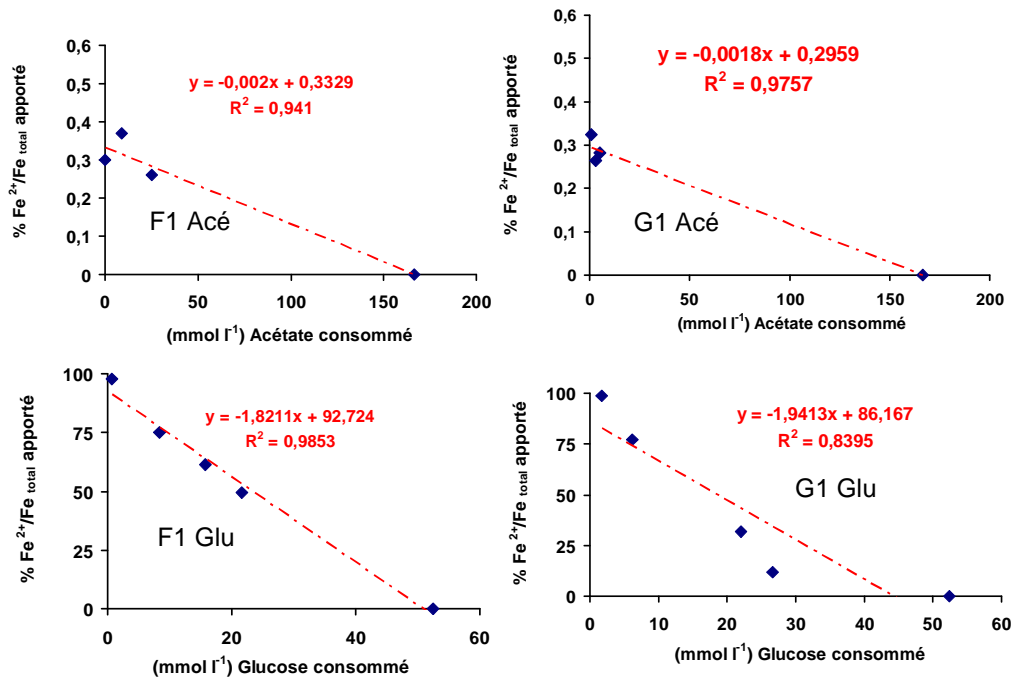 % Fe 2+/Fe total apporté
0,6
0,5
0,4
0,3
0,2
0,1
0
y = -0,002x + 0,3329
R2 = 0,941
F1 Acé
0 50 100 150 200
(mmol l-1) Acétate consommé
% Fe 2+/Fe total apporté
0,6
0,5
0,4
0,3
0,2
0,1
0
y = -0,0018x + 0,2959
R2 = 0,9757
G1 Acé
0 50 100 150 200
(mmol l-1) Acétate consommé
% Fe 2+/Fe total apporté
100
75
50
25
0
y = -1,8211x + 92,724
R2 = 0,9853
F1 Glu
0 20 40 60
(mmol l-1) Glucose consommé
% Fe 2+/Fe total apporté
100
75
50
25
0
y = -1,9413x + 86,167
R2 = 0,8395
G1 Glu
0 10 20 30 40 50 60
(mmol l-1) Glucose consommé